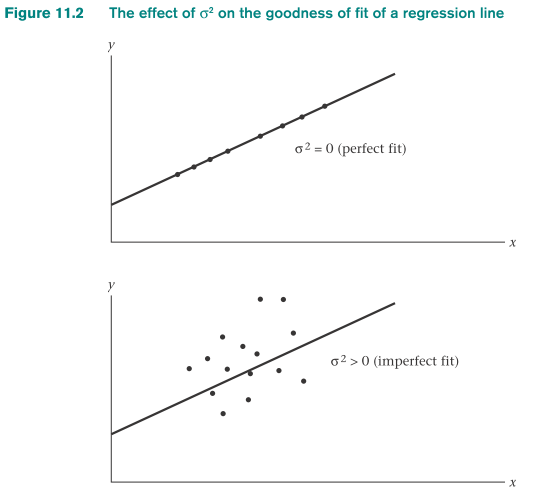 Figure 11.2 The effect of σ² on the goodness of fit of a regression line
y
σ² = 0 (perfect fit)
x
y
σ² > 0 (imperfect fit)
x